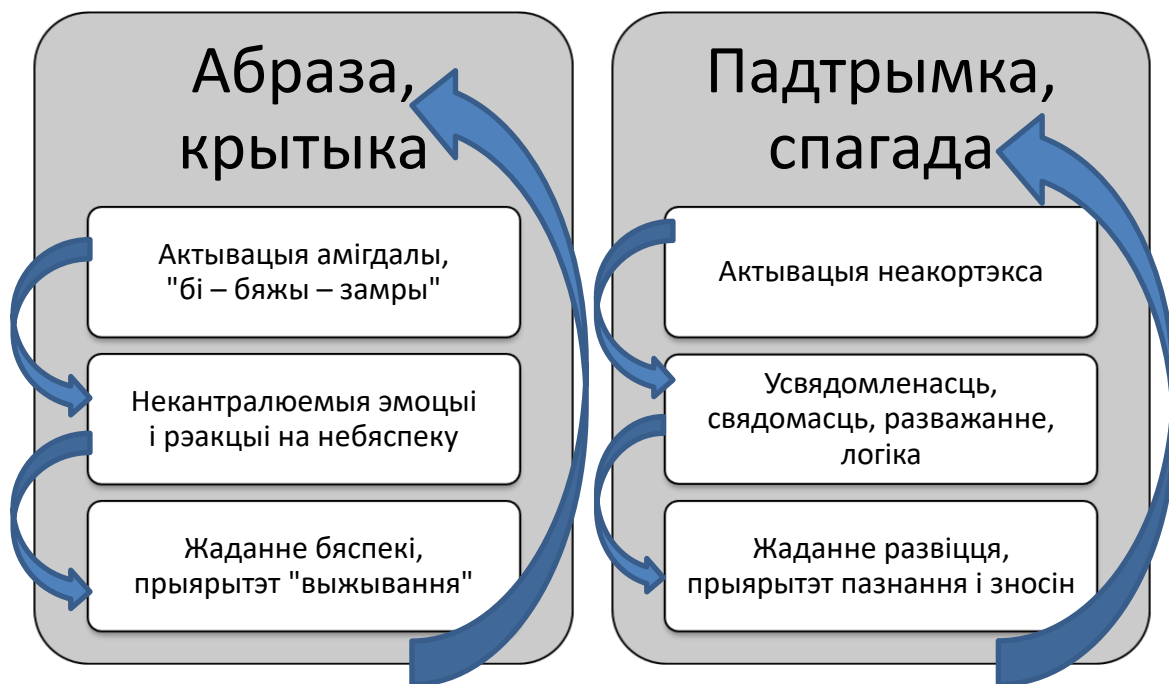 Абраза,
крытыка
Актывацыя амігдалы,
"бі – бяжы – замры"
Некантралюемыя эмоцыі
і рэакцыі на небяспеку
Жаданне бяспекі,
прыярытэт "выжывання"
Падтрымка,
спагада
Актывацыя неакортэкса
Усвядомленасць,
свядомасць, разважанне,
логіка
Жаданне развіцця,
прыярытэт пазнання і зносін